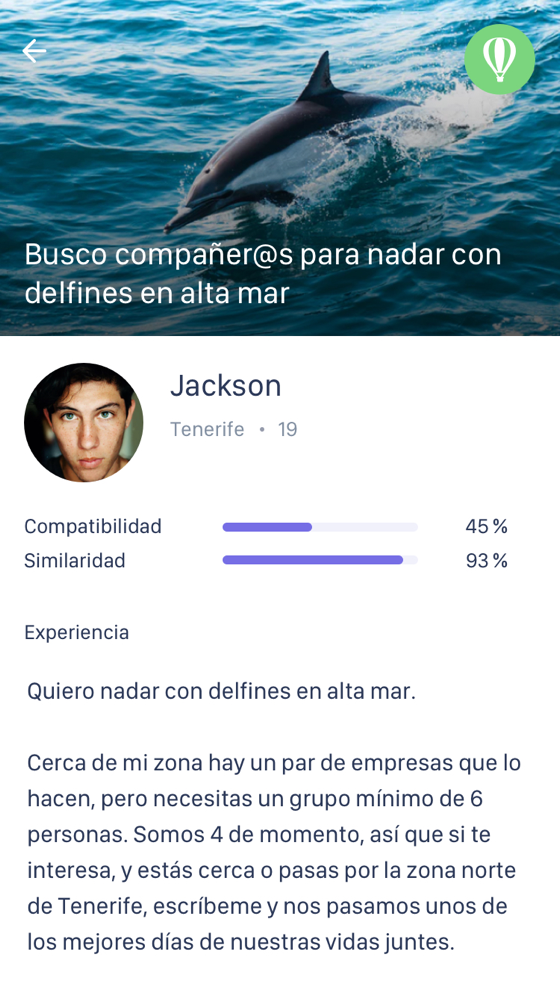 Busco compañer@s para nadar con
delfines en alta mar
Jackson
Tenerife • 19
Compatibilidad 45 %
Similaridad 93 %
Experiencia
Quiero nadar con delfines en alta mar.
Cerca de mi zona hay un par de empresas que lo
hacen, pero necesitas un grupo mínimo de 6
personas. Somos 4 de momento, así que si te
interesa, y estás cerca o pasas por la zona norte
de Tenerife, escríbeme y nos pasamos unos de
los mejores días de nuestras vidas juntes.